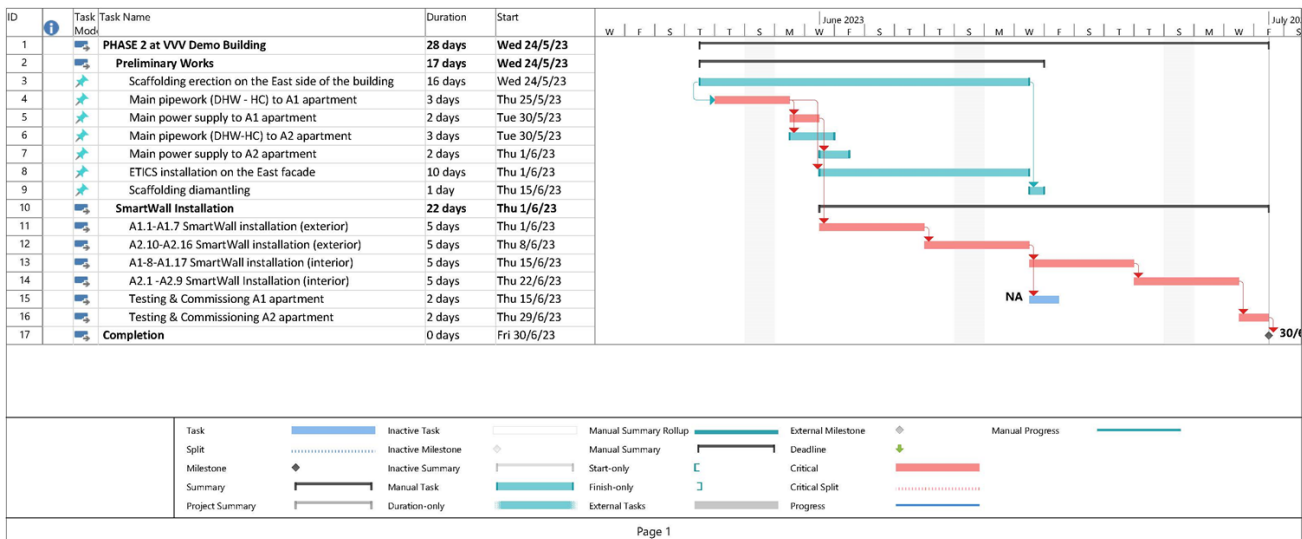 ID Task Mode Task Name Duration Start June 2023 July 20
W F S T T S M W F S T T S M W F S T T S M W F S
1 PHASE 2 at VVV Demo Building 28 days Wed 24/5/23
2 Preliminary Works 17 days Wed 24/5/23
3 Scaffolding erection on the East side of the building 16 days Wed 24/5/23
4 Main pipework (DHW - HC) to A1 apartment 3 days Thu 25/5/23
5 Main power supply to A1 apartment 2 days Tue 30/5/23
6 Main pipework (DHW-HC) to A2 apartment 3 days Tue 30/5/23
7 Main power supply to A2 apartment 2 days Thu 1/6/23
8 ETICS installation on the East facade 10 days Thu 1/6/23
9 Scaffolding diamantling 1 day Thu 15/6/23
10 SmartWall Installation 22 days Thu 1/6/23
11 A1.1-A1.7 SmartWall installation (exterior) 5 days Thu 1/6/23
12 A2.10-A2.16 SmartWall installation (exterior) 5 days Thu 8/6/23
13 A1-8-A1.17 SmartWall installation (interior) 5 days Thu 15/6/23
14 A2.1 -A2.9 SmartWall Installation (interior) 5 days Thu 22/6/23
15 Testing & Commissiong A1 apartment 2 days Thu 15/6/23 NA
16 Testing & Commissioning A2 apartment 2 days Thu 29/6/23
17 Completion 0 days Fri 30/6/23 30/6
Task Inactive Task Manual Summary Rollup External Milestone Manual Progress
Split Inactive Milestone Manual Summary Deadline
Milestone Inactive Summary Start-only Critical
Summary Manual Task Finish-only Critical Split
Project Summary Duration-only External Tasks Progress
Page 1